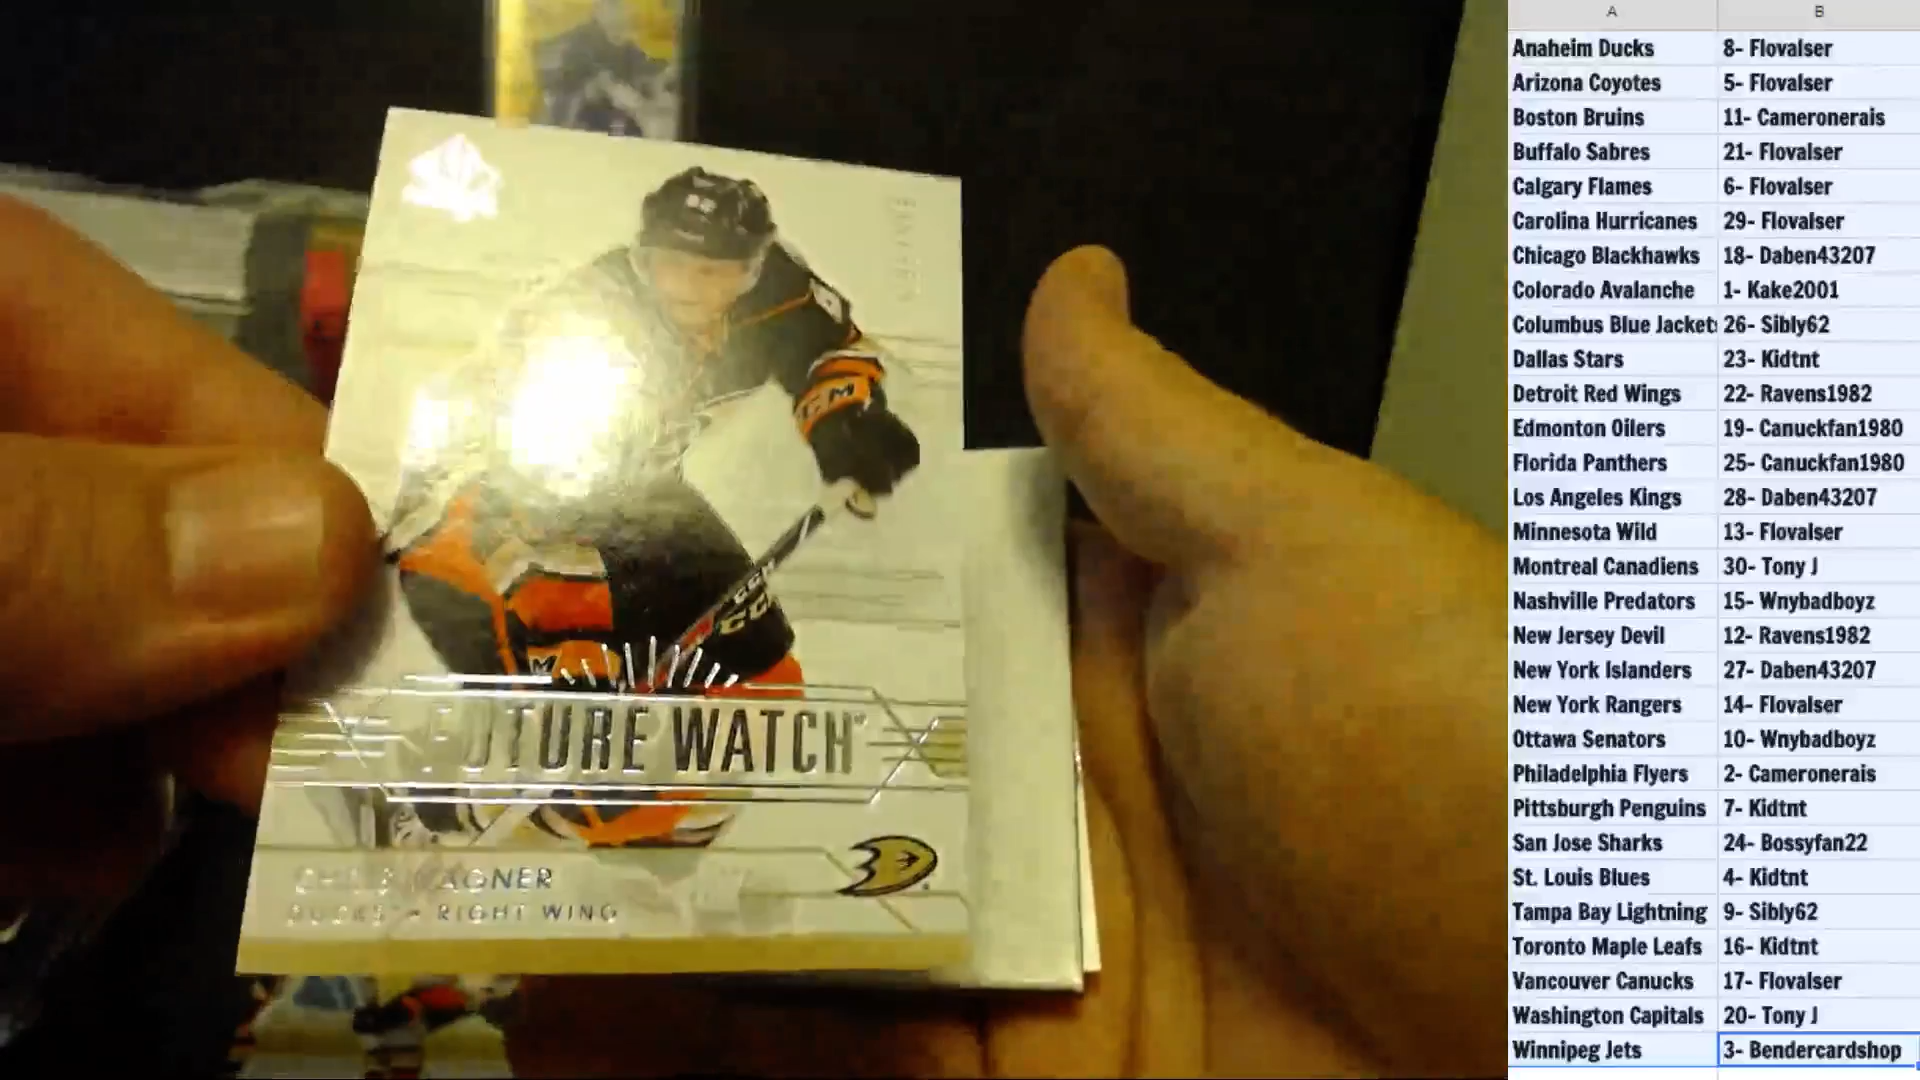 FUTURE WATCH
WAGNER
DUCKS • RIGHT WING
CCM
A B
Anaheim Ducks 8- Flovalser
Arizona Coyotes 5- Flovalser
Boston Bruins 11- Cameronerais
Buffalo Sabres 21- Flovalser
Calgary Flames 6- Flovalser
Carolina Hurricanes 29- Flovalser
Chicago Blackhawks 18- Daben43207
Colorado Avalanche 1- Kake2001
Columbus Blue Jackets 26- Sibly62
Dallas Stars 23- Kidtnt
Detroit Red Wings 22- Ravens1982
Edmonton Oilers 19- Canuckfan1980
Florida Panthers 25- Canuckfan1980
Los Angeles Kings 28- Daben43207
Minnesota Wild 13- Flovalser
Montreal Canadiens 30- Tony J
Nashville Predators 15- Wnybadboyz
New Jersey Devil 12- Ravens1982
New York Islanders 27- Daben43207
New York Rangers 14- Flovalser
Ottawa Senators 10- Wnybadboyz
Philadelphia Flyers 2- Cameronerais
Pittsburgh Penguins 7- Kidtnt
San Jose Sharks 24- Bossyfan22
St. Louis Blues 4- Kidtnt
Tampa Bay Lightning 9- Sibly62
Toronto Maple Leafs 16- Kidtnt
Vancouver Canucks 17- Flovalser
Washington Capitals 20- Tony J
Winnipeg Jets 3- Bendercardshop